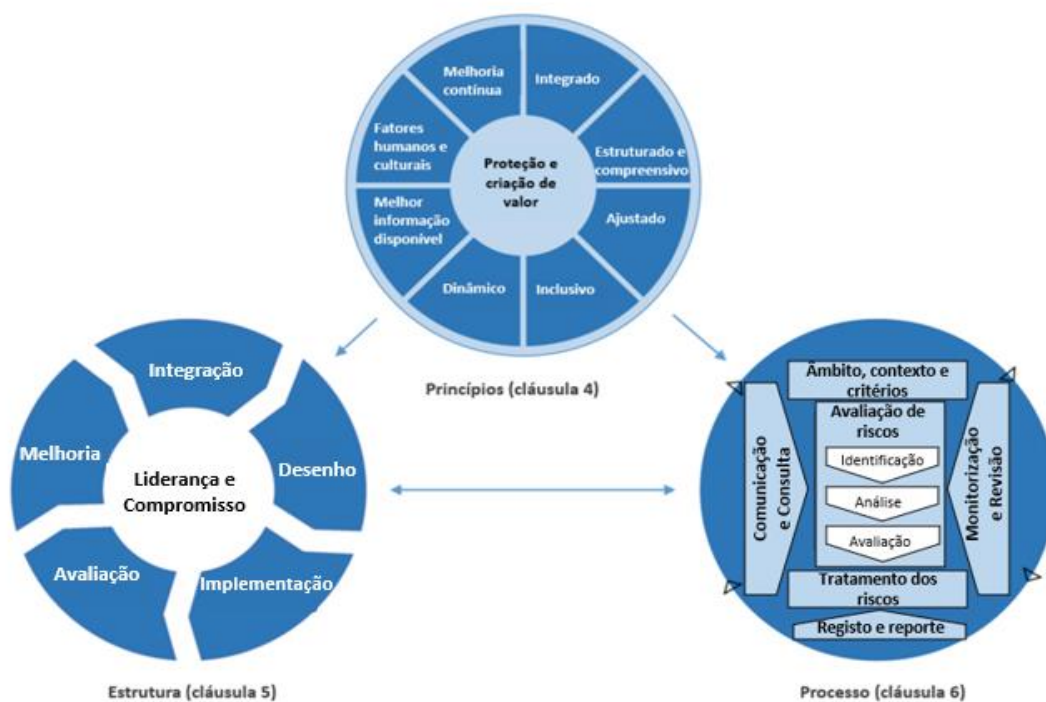 Melhoria
contínua
Integrado
Fatores
humanos e
culturais
Proteção e
criação de
valor
Estruturado e
compreensivo
Melhor
informação
disponível
Ajustado
Dinâmico
Inclusivo
Princípios (cláusula 4)
Integração
Melhoria
Desenho
Liderança e
Compromisso
Avaliação
Implementação
Estrutura (cláusula 5)
Âmbito, contexto e
critérios
Comunicação
e Consulta
Avaliação de
riscos
Identificação
Análise
Avaliação
Monitorização
e Revisão
Tratamento dos
riscos
Registo e reporte
Processo (cláusula 6)